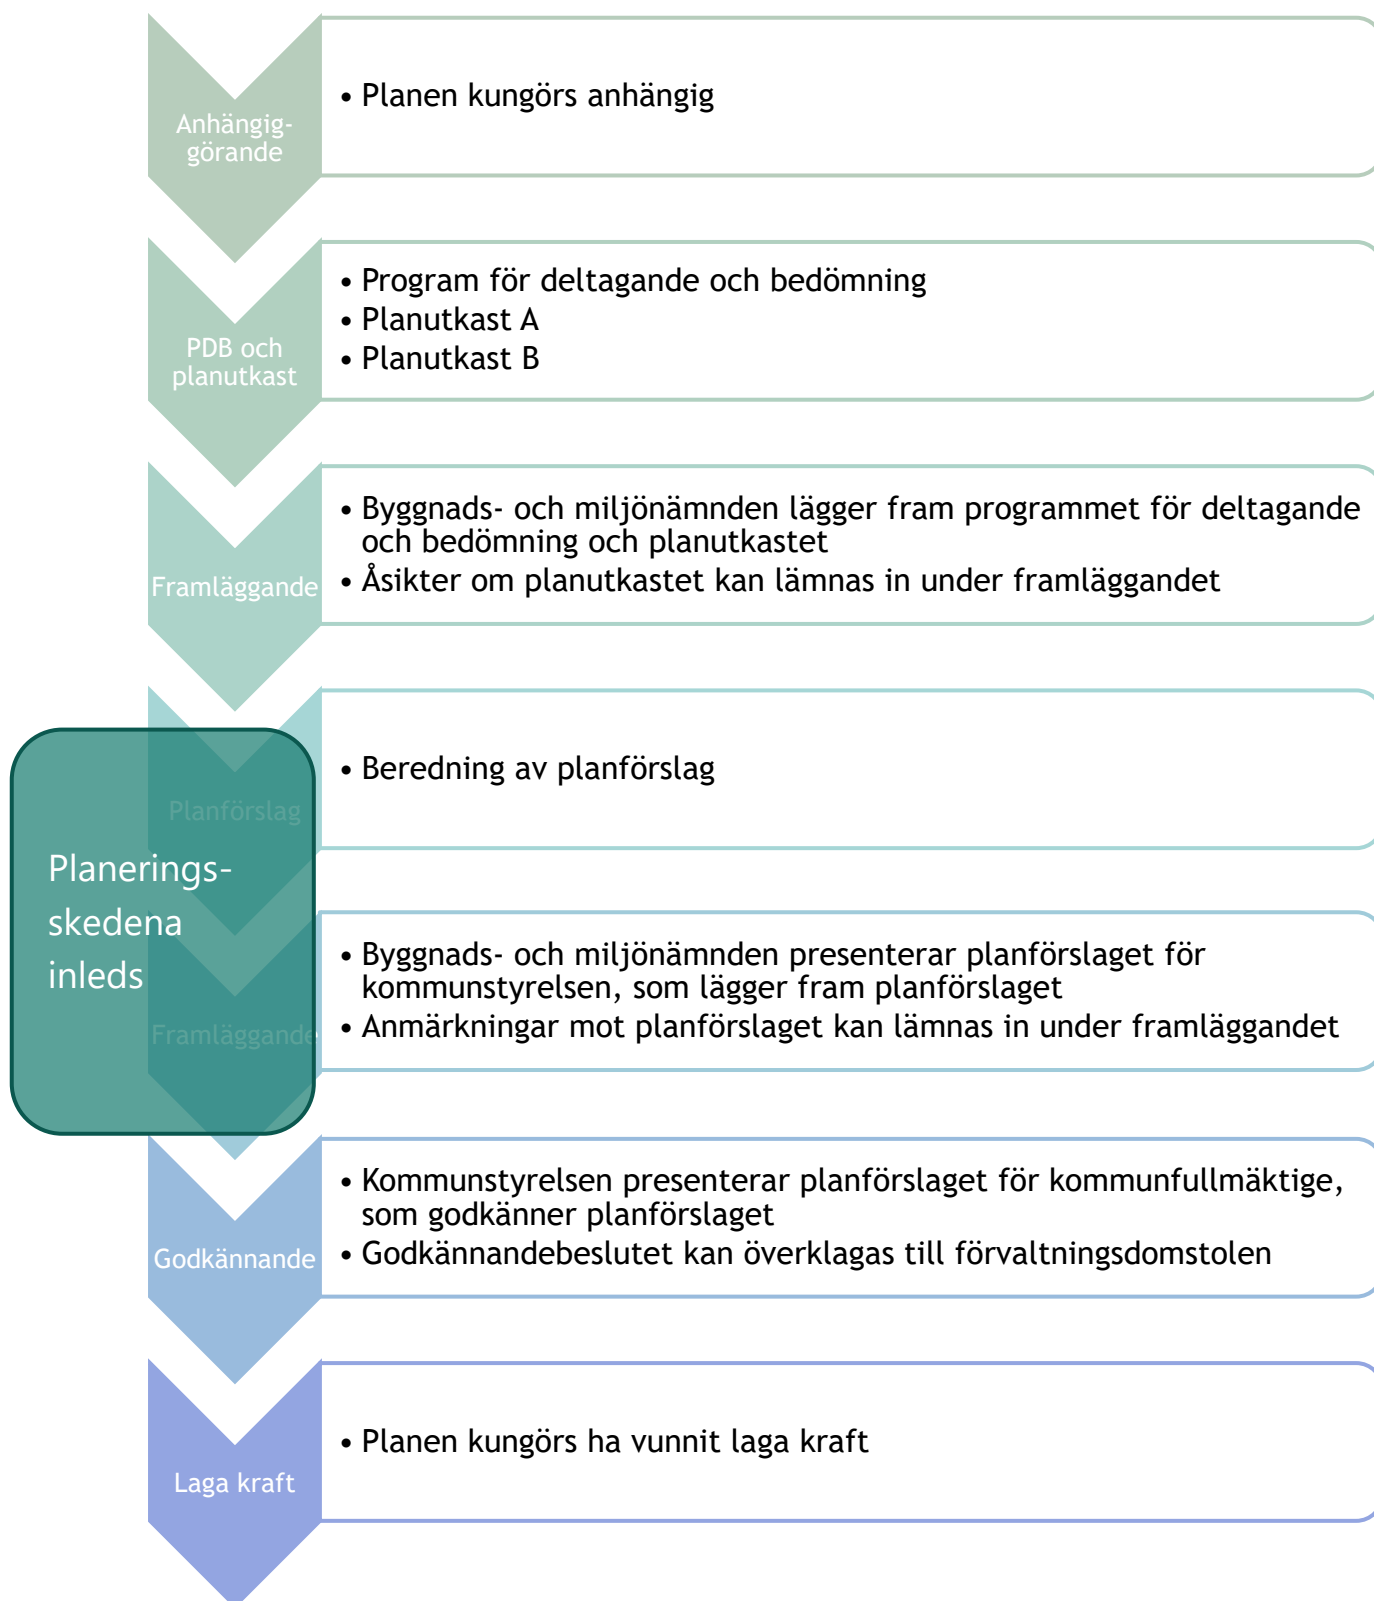 Anhängig-
görande
• Planen kungörs anhängig
PDB och
planutkast
• Program för deltagande och bedömning
• Planutkast A
• Planutkast B
Framläggande
• Byggnads- och miljönämnden lägger fram programmet för deltagande
och bedömning och planutkastet
• Åsikter om planutkastet kan lämnas in under framläggandet
Planförslag
• Beredning av planförslag
Planerings-
skedena
inleds
Framläggande
• Byggnads- och miljönämnden presenterar planförslaget för
kommunstyrelsen, som lägger fram planförslaget
• Anmärkningar mot planförslaget kan lämnas in under framläggandet
Godkännande
• Kommunstyrelsen presenterar planförslaget för kommunfullmäktige,
som godkänner planförslaget
• Godkännandebeslutet kan överklagas till förvaltningsdomstolen
Laga kraft
• Planen kungörs ha vunnit laga kraft